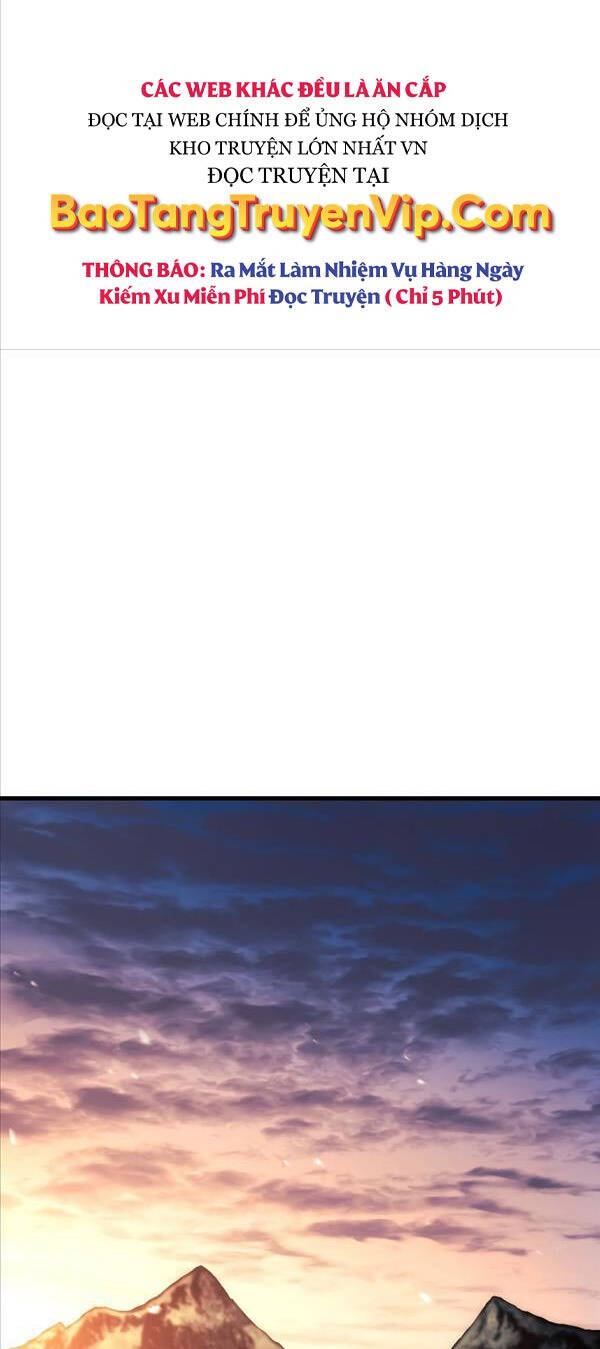 CÁC WEB KHÁC ĐỀU LÀ ĂN CẮP
ĐỌC TẠI WEB CHÍNH ĐỂ ỦNG HỘ NHÓM DỊCH
KHO TRUYỆN LỚN NHẤT VN
ĐỌC TRUYỆN TẠI
BaoTangTruyenVip.Com
THÔNG BÁO: Ra Mắt Làm Nhiệm Vụ Hàng Ngày
Kiếm Xu Miễn Phí Đọc Truyện ( Chỉ 5 Phút)